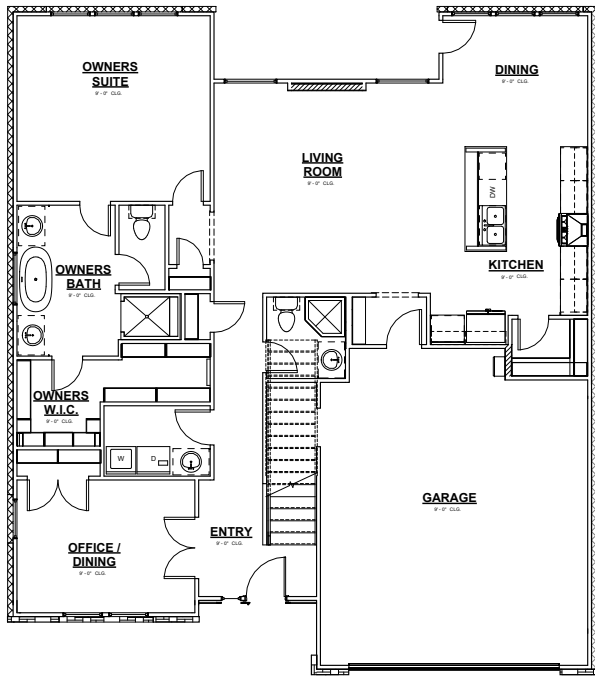 OWNERS
SUITE
9'-0" CLG.
DINING
9'-0" CLG.
LIVING
ROOM
9'-0" CLG.
DW
KITCHEN
9'-0" CLG.
OWNERS
BATH
9'-0" CLG.
OWNERS
W.I.C.
9'-0" CLG.
W
D
GARAGE
9'-0" CLG.
ENTRY
9'-0" CLG.
OFFICE /
DINING
9'-0" CLG.